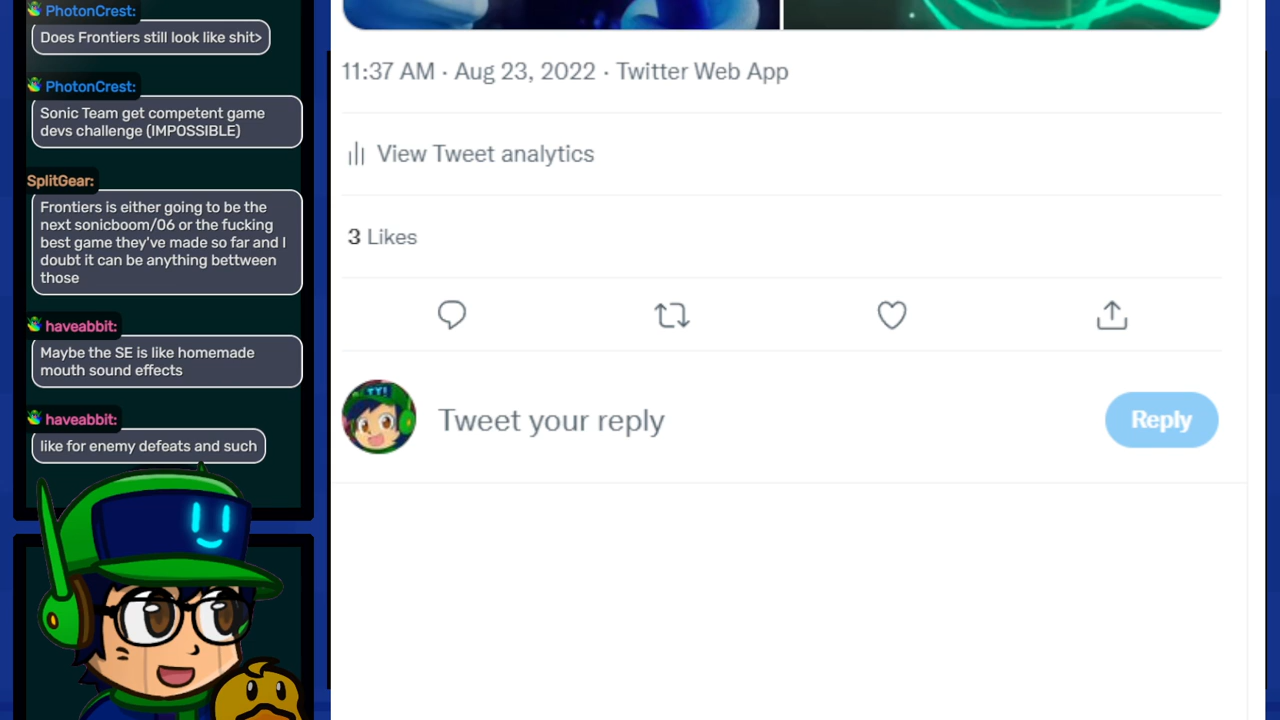 PhotonCrest:
Does Frontiers still look like shit>
PhotonCrest:
Sonic Team get competent game
devs challenge (IMPOSSIBLE)
SplitGear:
Frontiers is either going to be the
next sonicboom/06 or the fucking
best game they've made so far and I
doubt it can be anything bettween
those
haveabbit:
Maybe the SE is like homemade
mouth sound effects
haveabbit:
like for enemy defeats and such
11:37 AM · Aug 23, 2022 · Twitter Web App
View Tweet analytics
3 Likes
Tweet your reply
Reply